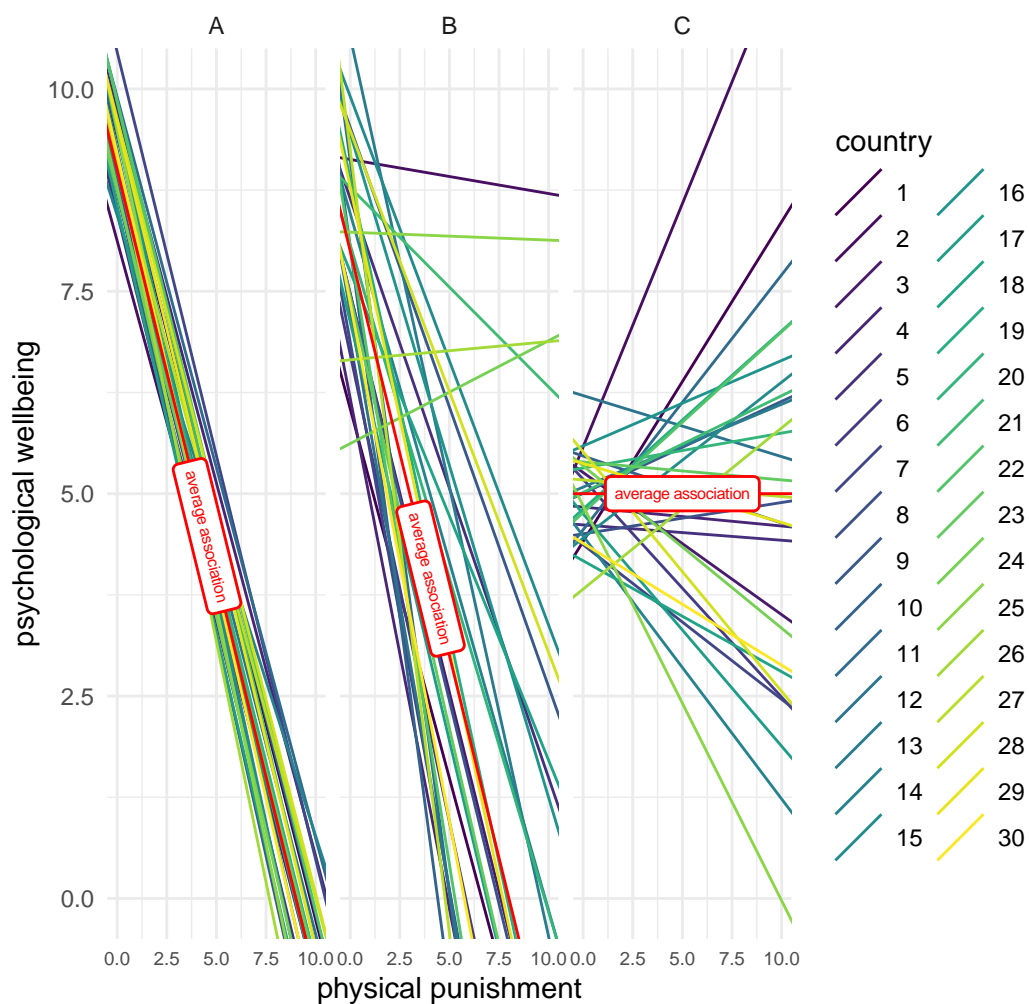 A B C
10.0
7.5
5.0
2.5
0.0
psychological wellbeing
average association
average association
average association
0.0 2.5 5.0 7.5 10.0 0.0 2.5 5.0 7.5 10.0 0.0 2.5 5.0 7.5 10.0
physical punishment
country
1 16
2 17
3 18
4 19
5 20
6 21
7 22
8 23
9 24
10 25
11 26
12 27
13 28
14 29
15 30